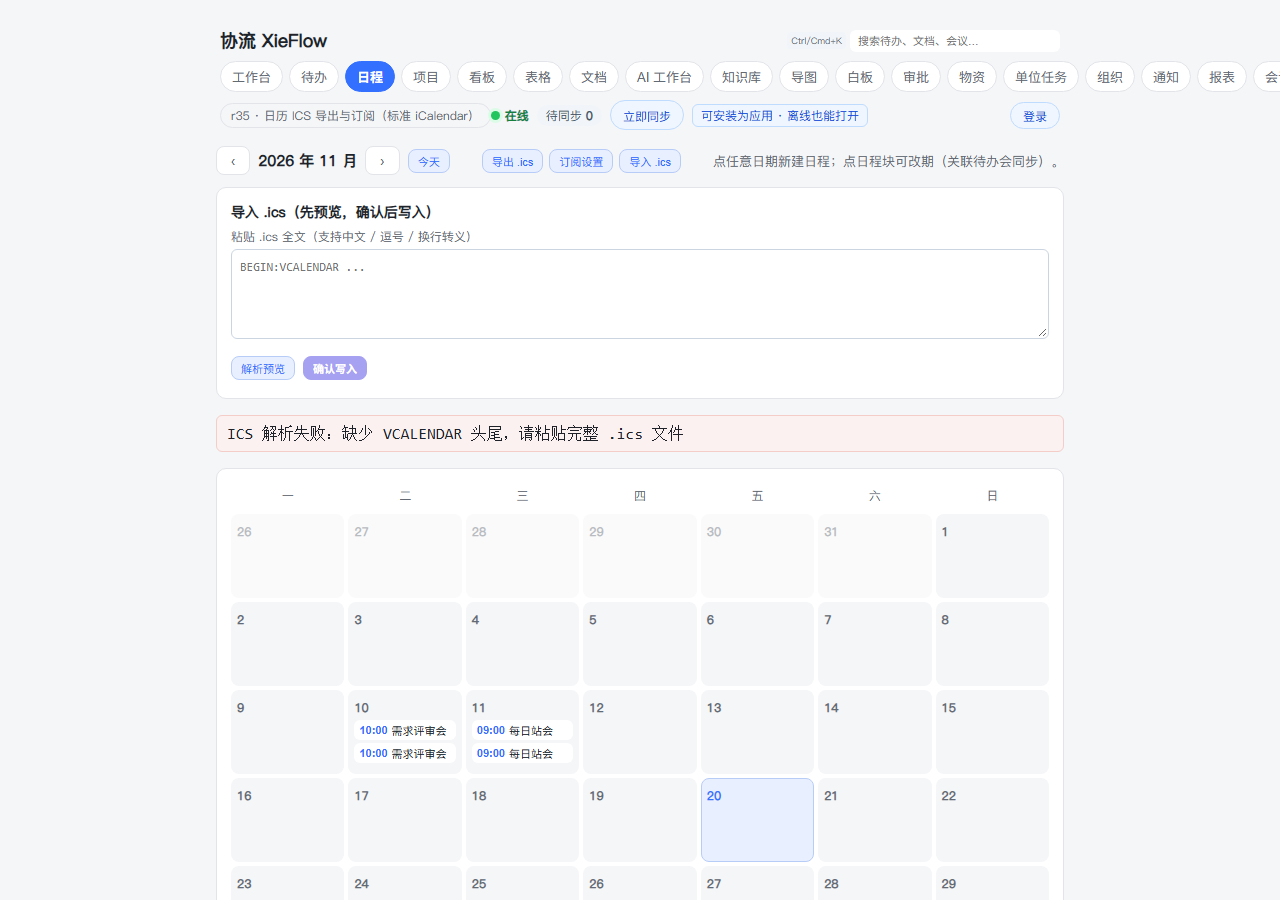 协流 XieFlow
Ctrl/Cmd+K 搜索待办、文档、会议...
工作台 待办 日程 项目 看板 表格 文档 AI 工作台 知识库 导图 白板 审批 物资 单位任务 组织 通知 报表 会
r35 · 日历 ICS 导出与订阅（标准 iCalendar） 在线 待同步 0 立即同步 可安装为应用 · 离线也能打开 登录
‹ 2026 年 11 月 › 今天 导出 .ics 订阅设置 导入 .ics 点任意日期新建日程；点日程块可改期（关联待办会同步）。
导入 .ics（先预览，确认后写入）
粘贴 .ics 全文（支持中文 / 逗号 / 换行转义）
BEGIN:VCALENDAR ...
解析预览 确认写入
ICS 解析失败：缺少 VCALENDAR 头尾，请粘贴完整 .ics 文件
一 二 三 四 五 六 日
26 27 28 29 30 31 1
2 3 4 5 6 7 8
9 10 11 12 13 14 15
10:00 需求评审会 09:00 每日站会
10:00 需求评审会 09:00 每日站会
16 17 18 19 20 21 22
23 24 25 26 27 28 29